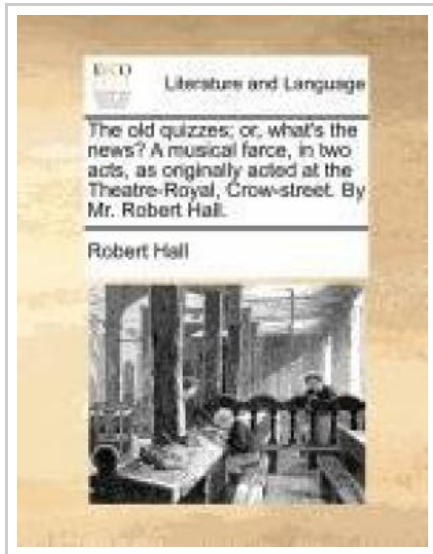 ECCO
Literature and Language
The old quizzes; or, what's the
news? A musical farce, in two
acts, as originally acted at the
Theatre-Royal, Crow-street. By
Mr. Robert Hall.
Robert Hall